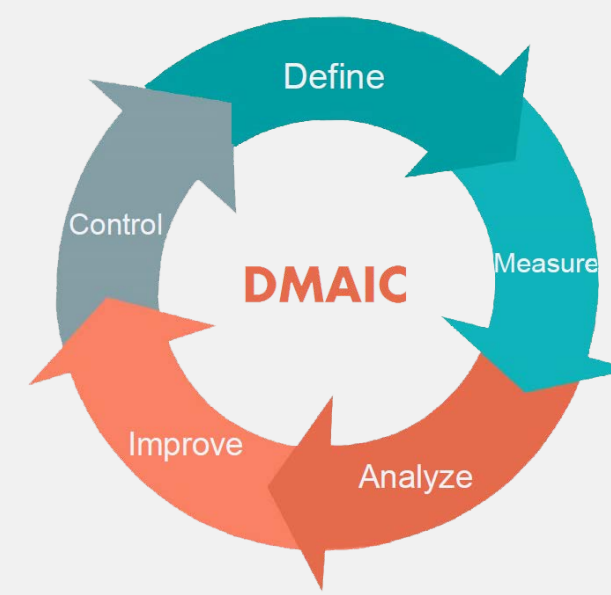 Define
Measure
Analyze
Improve
Control
DMAIC